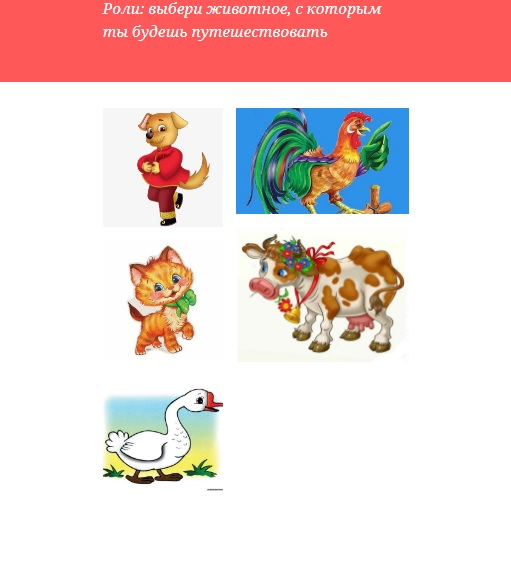 Роли: выбери животное, с которым
ты будешь путешествовать